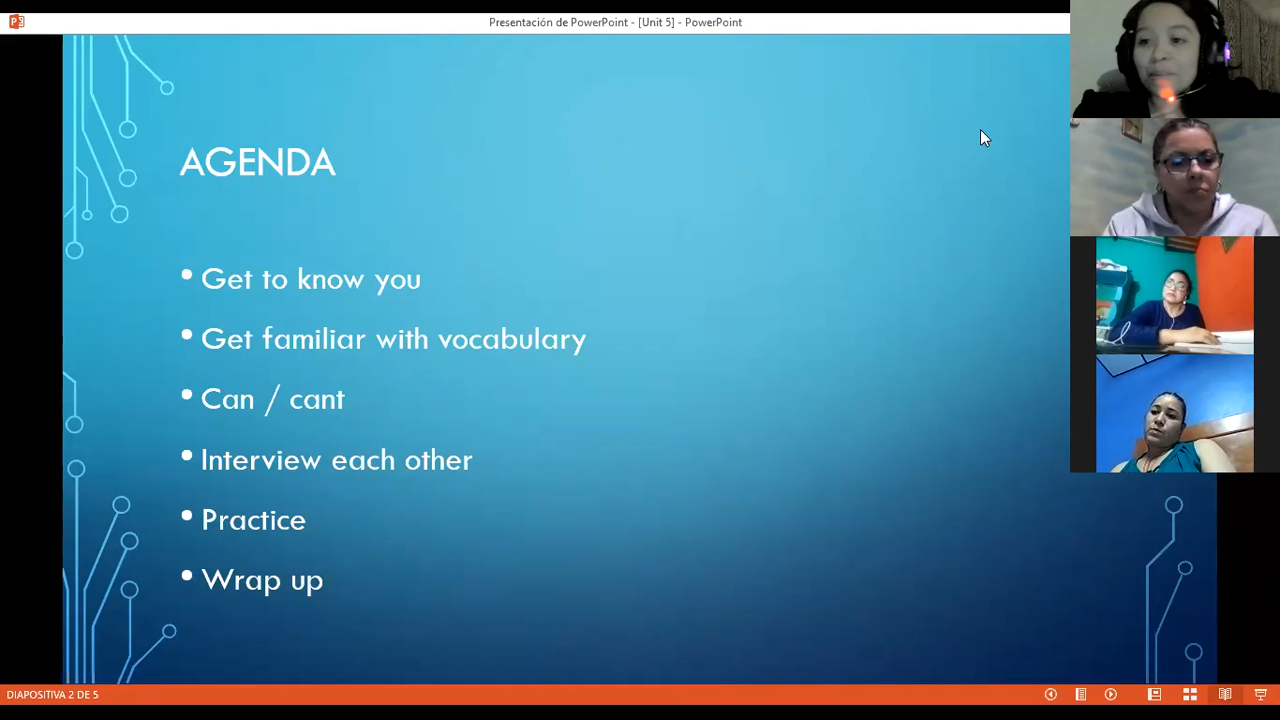 Presentación de PowerPoint - [Unit 5] - PowerPoint
AGENDA
• Get to know you
• Get familiar with vocabulary
• Can / cant
• Interview each other
• Practice
• Wrap up
DIAPOSITIVA 2 DE 5